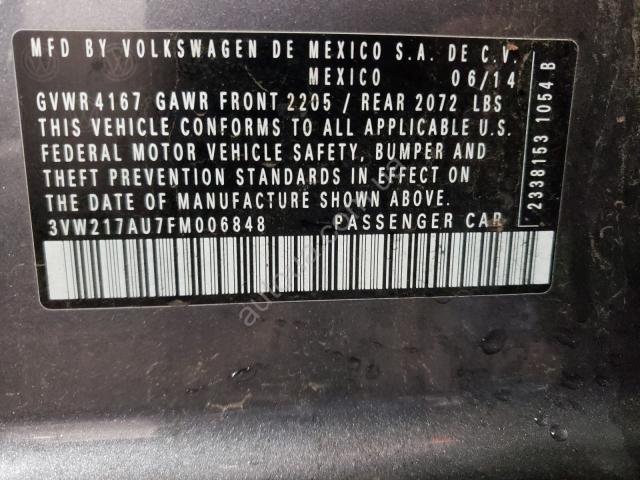 MFD BY VOLKSWAGEN DE MEXICO S.A. DE C.V.
MEXICO 06/14
GVWR 4167 GAWR FRONT 2205 / REAR 2072 LBS
THIS VEHICLE CONFORMS TO ALL APPLICABLE U.S.
FEDERAL MOTOR VEHICLE SAFETY, BUMPER AND
THEFT PREVENTION STANDARDS IN EFFECT ON
THE DATE OF MANUFACTURE SHOWN ABOVE.
3VW217AU7FM006848 PASSENGER CAR
2338153 1054 B